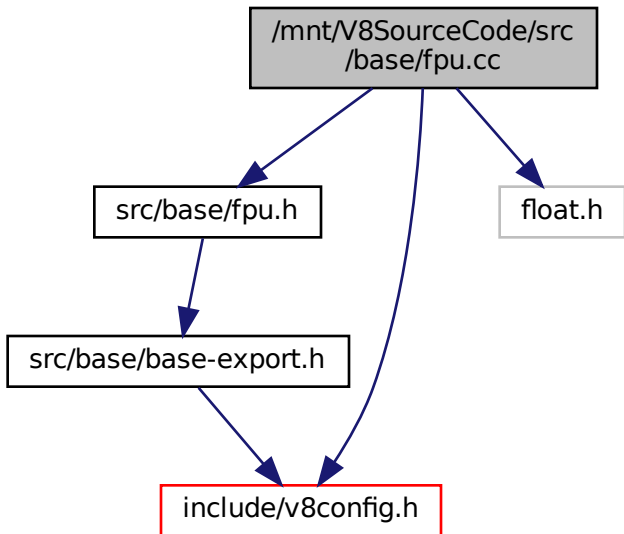 /mnt/V8SourceCode/src
/base/fpu.cc
src/base/fpu.h
float.h
src/base/base-export.h
include/v8config.h